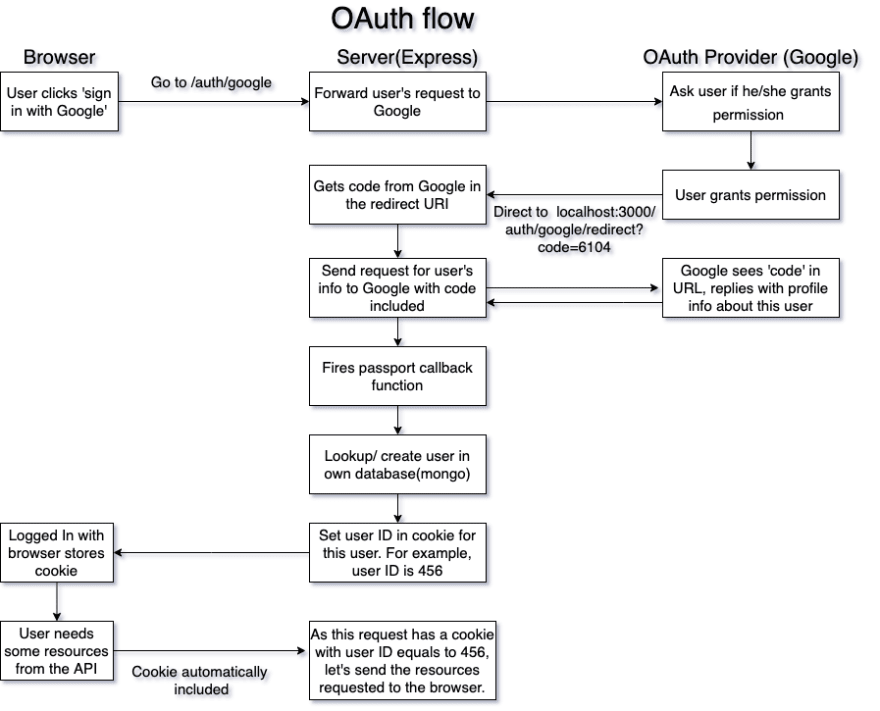 OAuth flow
Browser
Server(Express)
OAuth Provider (Google)
User clicks 'sign
in with Google'
Go to /auth/google
Forward user's request to
Google
Ask user if he/she grants
permission
Gets code from Google in
the redirect URI
User grants permission
Direct to localhost:3000/
auth/google/redirect?
code=6104
Send request for user's
info to Google with code
included
Google sees 'code' in
URL, replies with profile
info about this user
Fires passport callback
function
Lookup/ create user in
own database(mongo)
Logged In with
browser stores
cookie
Set user ID in cookie for
this user. For example,
user ID is 456
User needs
some resources
from the API
Cookie automatically
included
As this request has a cookie
with user ID equals to 456,
let's send the resources
requested to the browser.